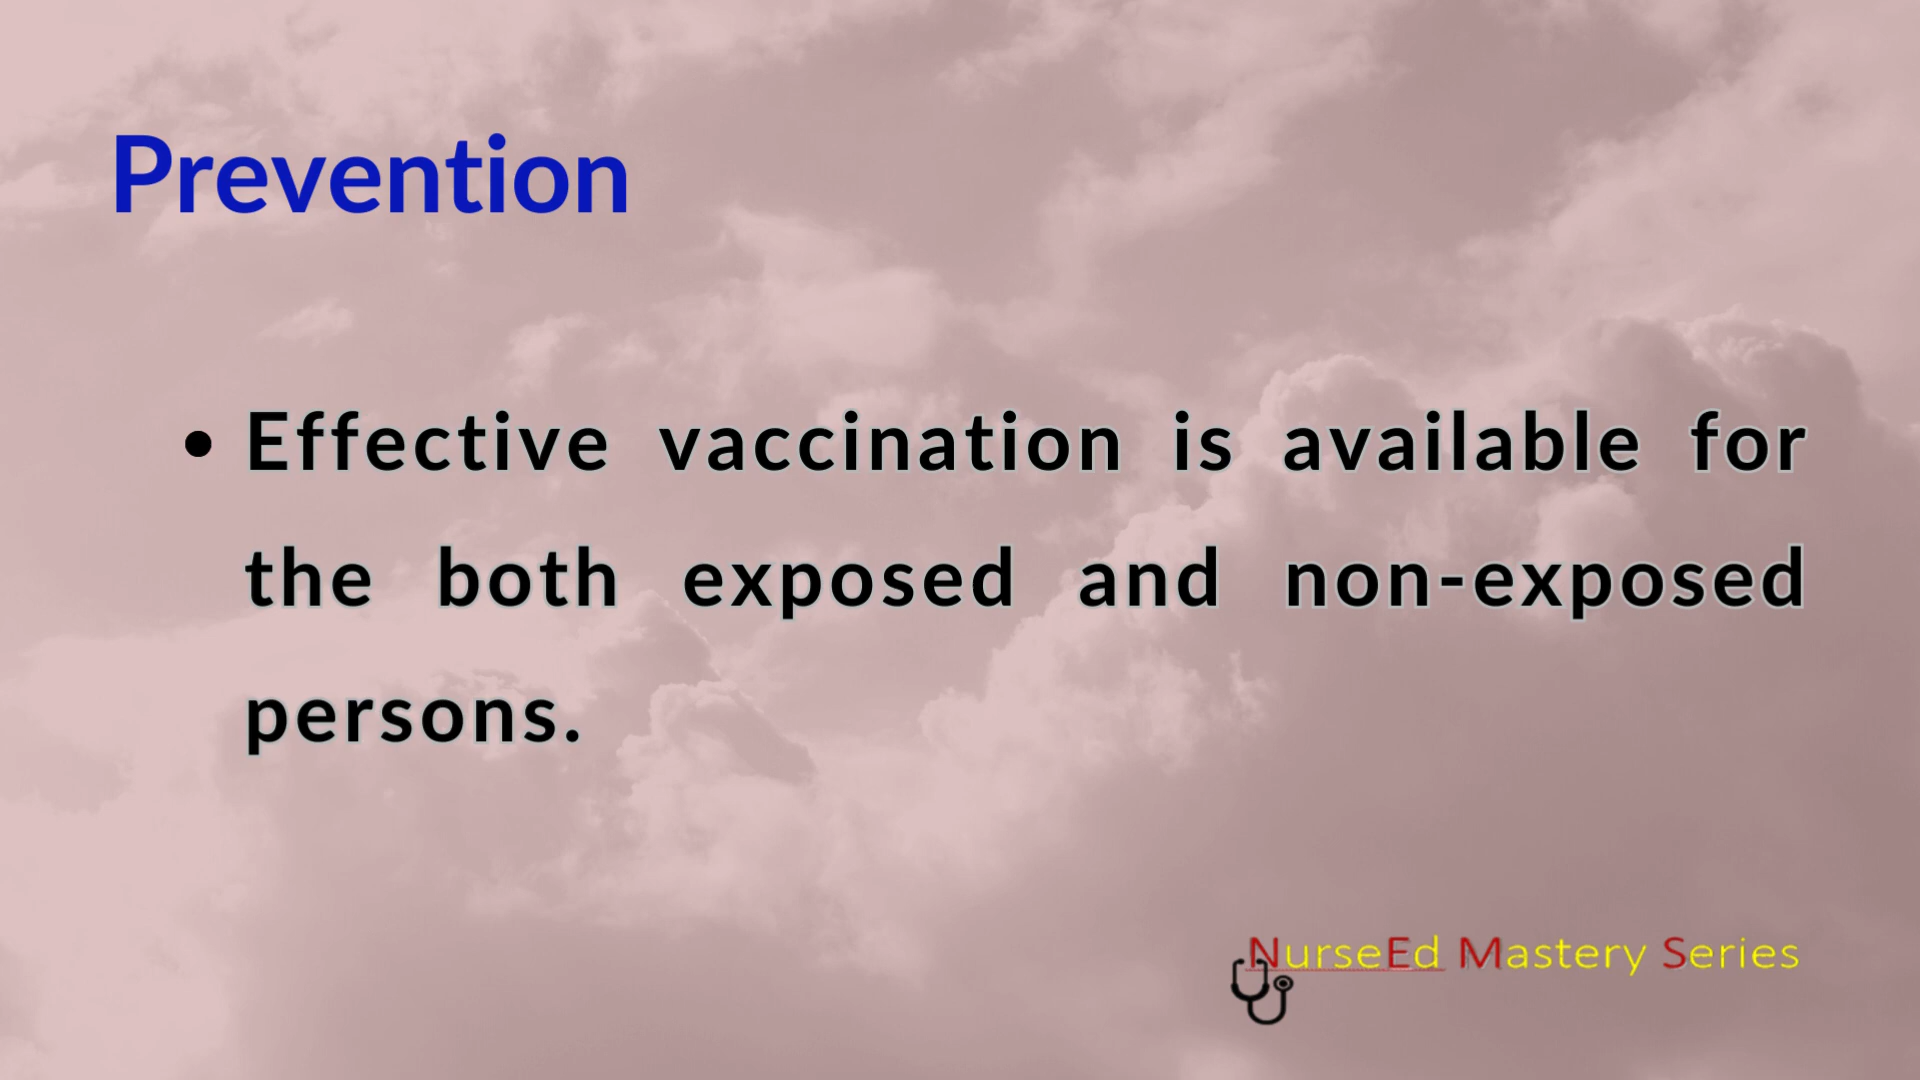 Prevention
• Effective vaccination is available for
the both exposed and non-exposed
persons.
NurseEd Mastery Series